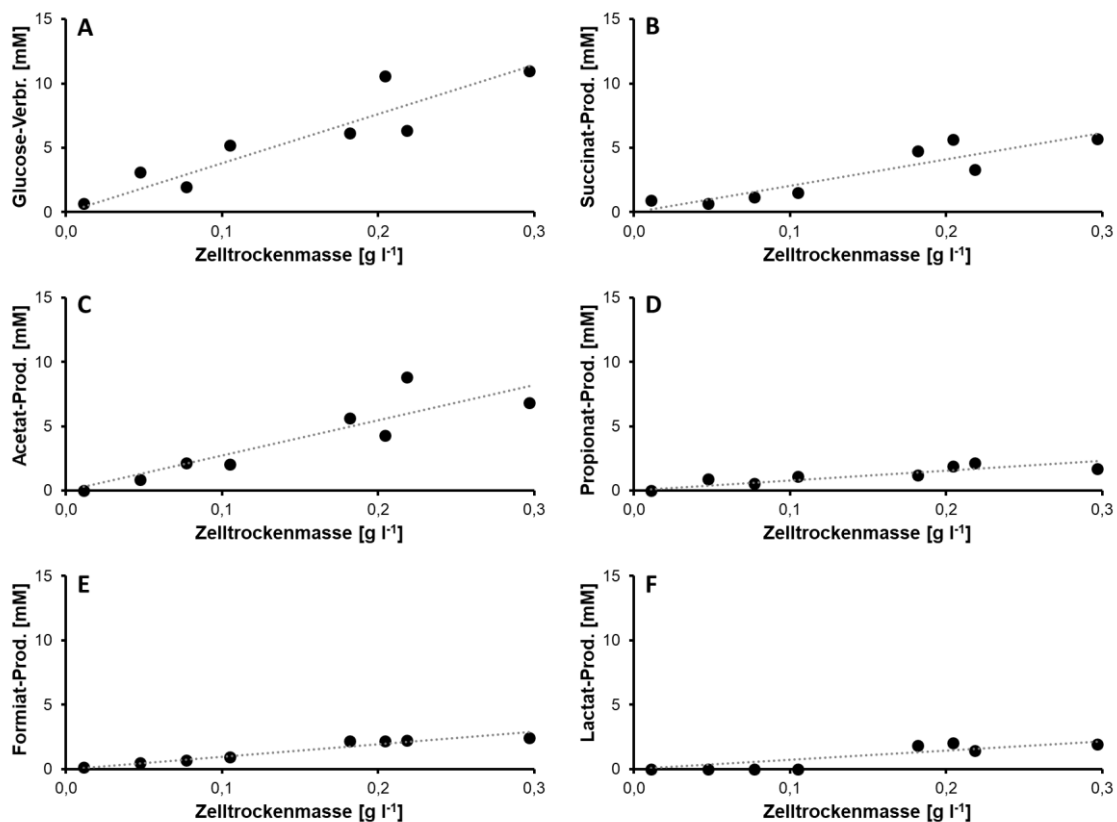 A
Glucose-Verbr. [mM]
15
10
5
0
0,0 0,1 0,2 0,3
Zelltrockenmasse [g l⁻¹]
B
Succinat-Prod. [mM]
15
10
5
0
0,0 0,1 0,2 0,3
Zelltrockenmasse [g l⁻¹]
C
Acetat-Prod. [mM]
15
10
5
0
0,0 0,1 0,2 0,3
Zelltrockenmasse [g l⁻¹]
D
Propionat-Prod. [mM]
15
10
5
0
0,0 0,1 0,2 0,3
Zelltrockenmasse [g l⁻¹]
E
Formiat-Prod. [mM]
15
10
5
0
0,0 0,1 0,2 0,3
Zelltrockenmasse [g l⁻¹]
F
Lactat-Prod. [mM]
15
10
5
0
0,0 0,1 0,2 0,3
Zelltrockenmasse [g l⁻¹]